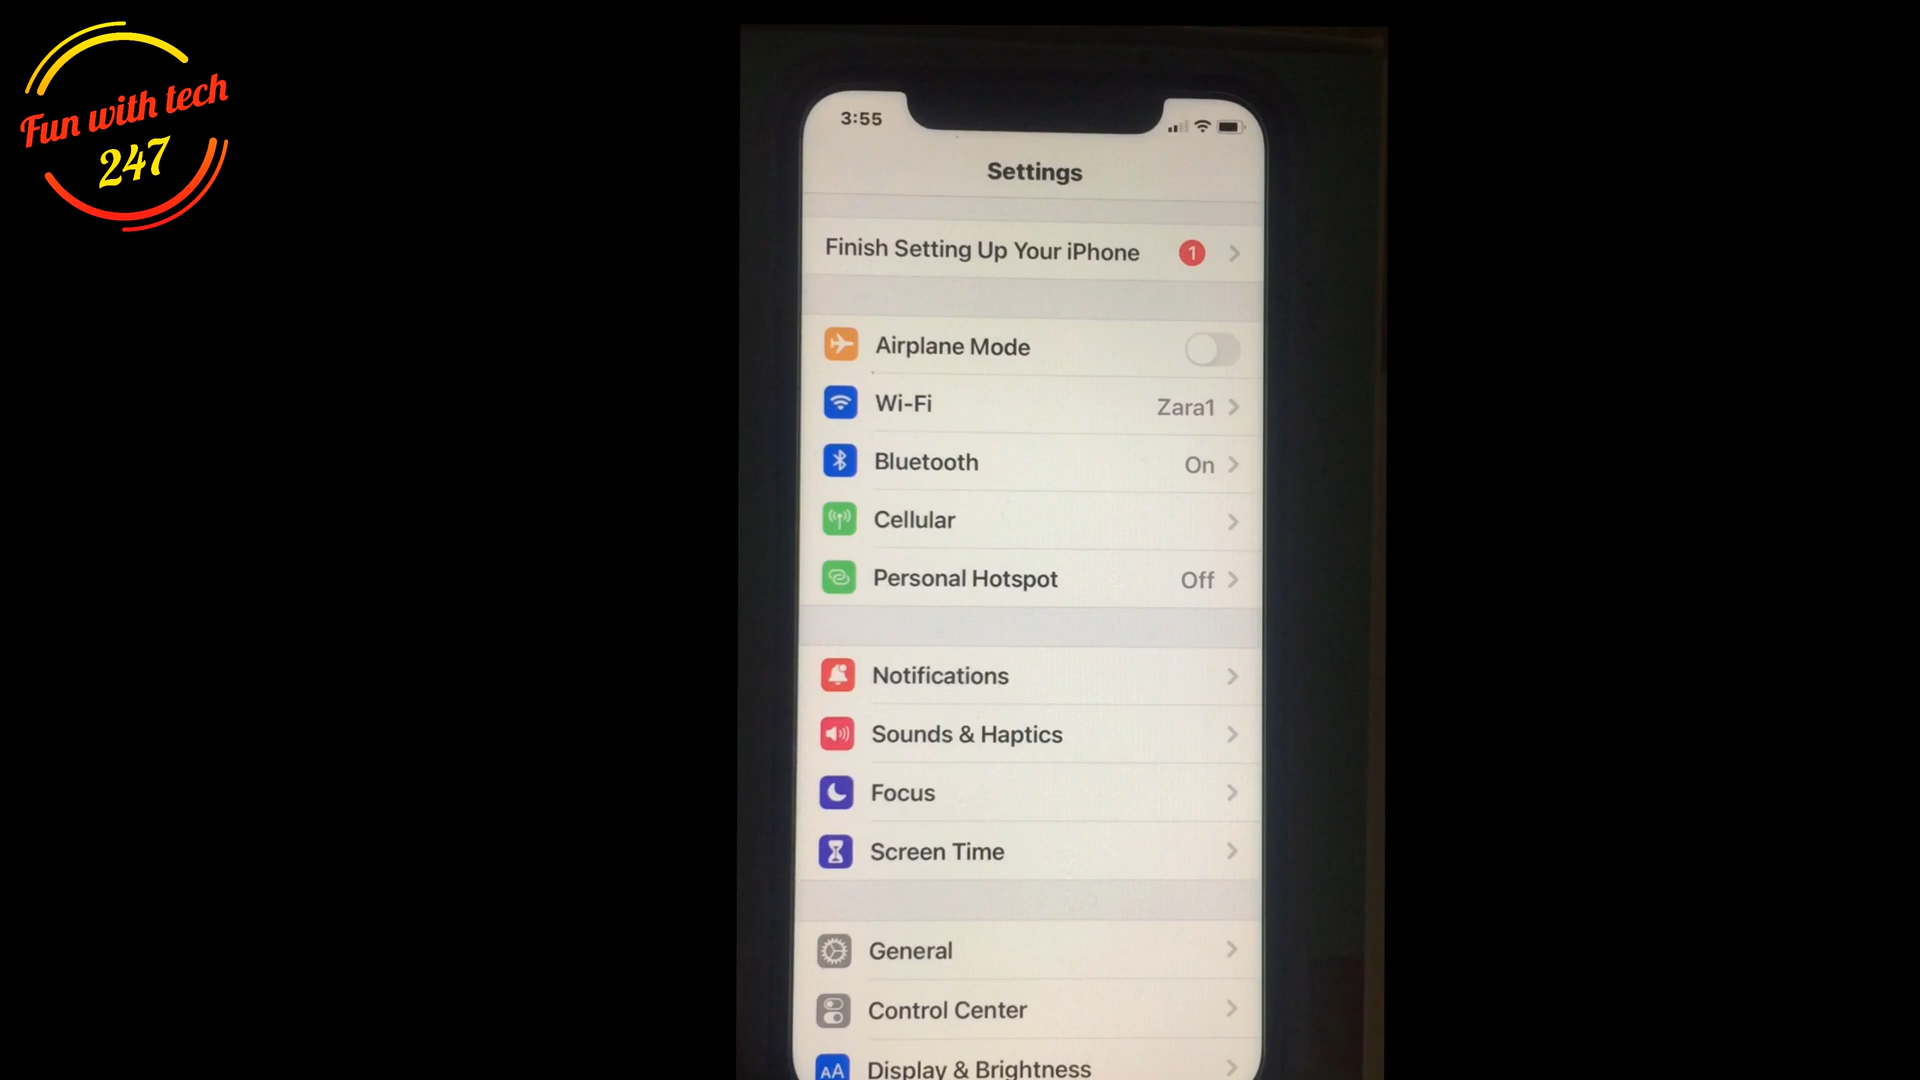 Fun with tech
247
3:55
Settings
Finish Setting Up Your iPhone 1
Airplane Mode
Wi-Fi Zara1
Bluetooth On
Cellular
Personal Hotspot Off
Notifications
Sounds & Haptics
Focus
Screen Time
General
Control Center
AA Display & Brightness